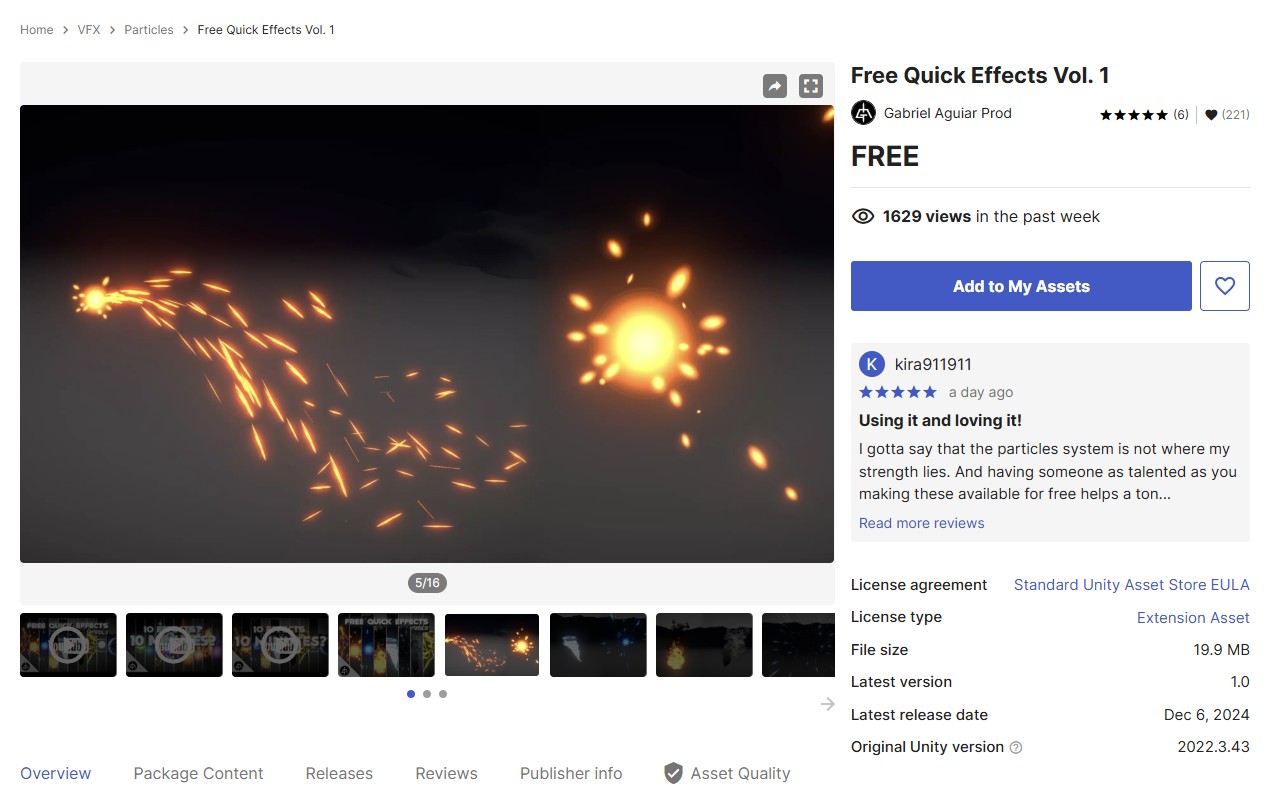 Home > VFX > Particles > Free Quick Effects Vol. 1
5/16
FREE QUICK EFFECTS
10 MINUTES?
10 MINUTES?
FREE QUICK EFFECTS
Overview
Package Content
Releases
Reviews
Publisher info
Asset Quality
Free Quick Effects Vol. 1
Gabriel Aguiar Prod
(6)
(221)
FREE
1629 views in the past week
Add to My Assets
K
kira911911
a day ago
Using it and loving it!
I gotta say that the particles system is not where my
strength lies. And having someone as talented as you
making these available for free helps a ton...
Read more reviews
License agreement Standard Unity Asset Store EULA
License type Extension Asset
File size 19.9 MB
Latest version 1.0
Latest release date Dec 6, 2024
Original Unity version ? 2022.3.43